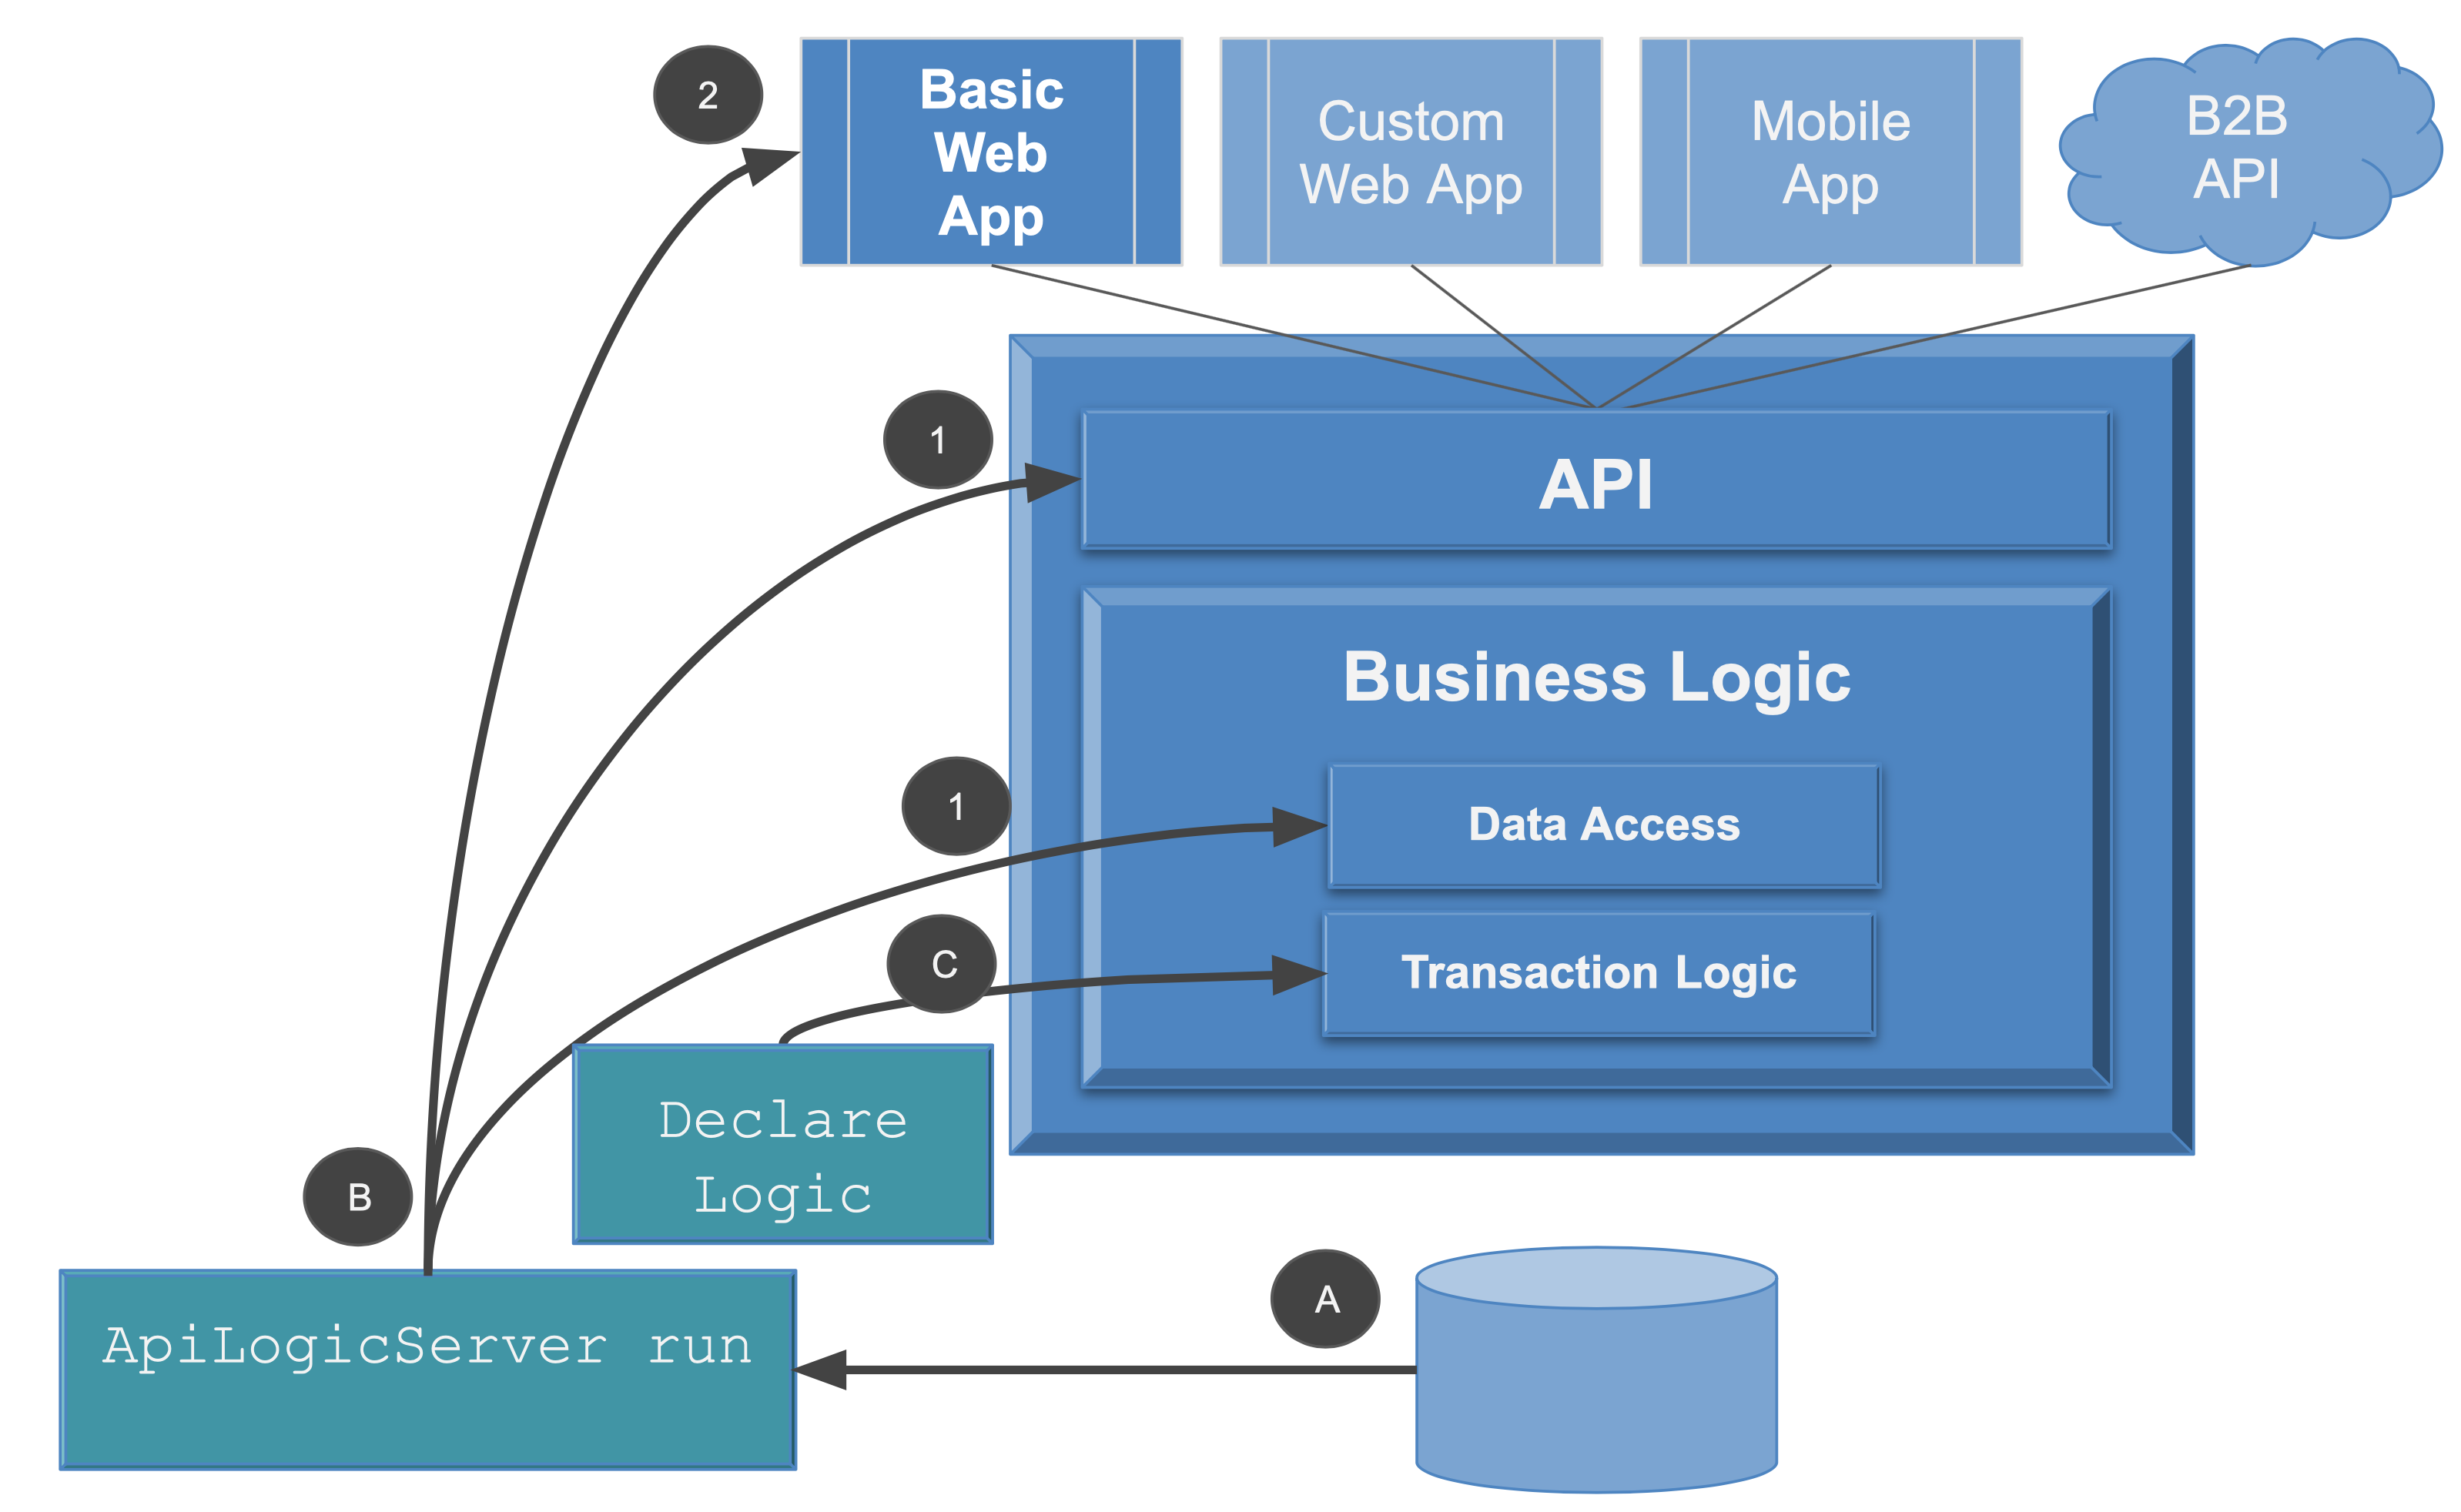 2
Basic
Web
App
Custom
Web App
Mobile
App
B2B
API
1
API
Business Logic
1
Data Access
C
Transaction Logic
Declare
Logic
B
A
ApiLogicServer run